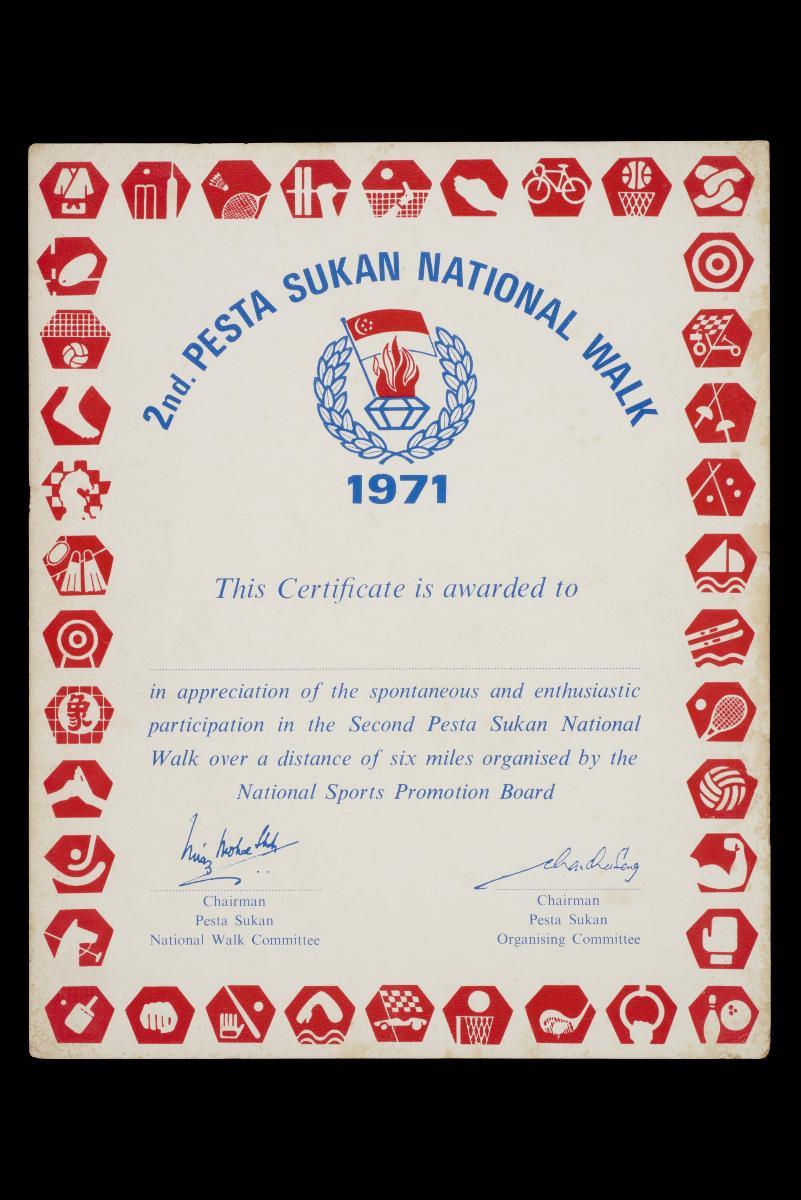 2nd. PESTA SUKAN NATIONAL WALK
1971
This Certificate is awarded to
in appreciation of the spontaneous and enthusiastic
participation in the Second Pesta Sukan National
Walk over a distance of six miles organised by the
National Sports Promotion Board
Chairman
Pesta Sukan
National Walk Committee
Chairman
Pesta Sukan
Organising Committee
象